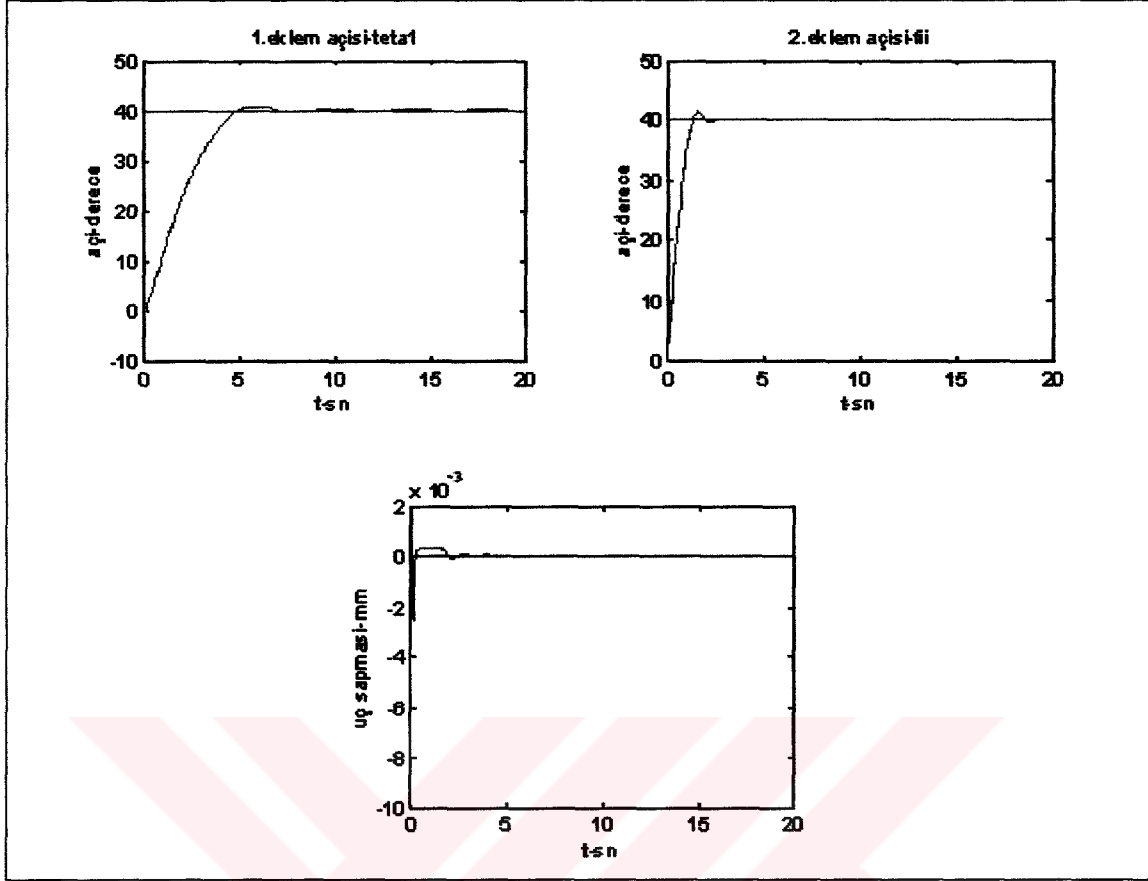 1.eklem açisi-teta1
50
40
30
20
10
0
-10
açi-derece
0 5 10 15 20
t-sn
2.eklem açisi-fii
50
40
30
20
10
0
açi-derece
0 5 10 15 20
t-sn
× 10⁻³
2
0
-2
-4
-6
-8
-10
uç sapmasi-mm
0 5 10 15 20
t-sn